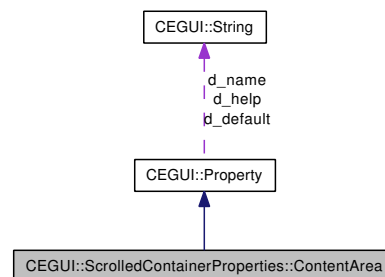 CEGUI::String
d_name
d_help
d_default
CEGUI::Property
CEGUI::ScrolledContainerProperties::ContentArea